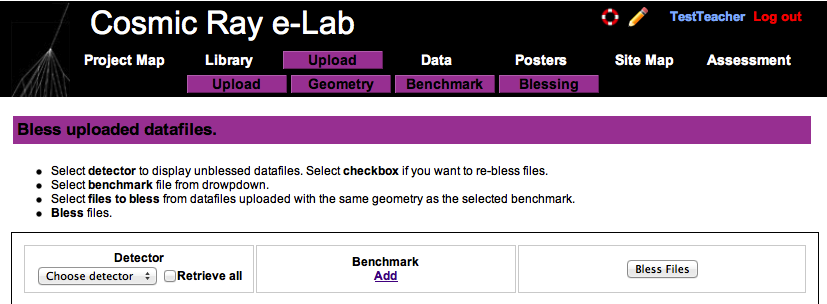 Cosmic Ray e-Lab
TestTeacher Log out
Project Map Library Upload Data Posters Site Map Assessment
Upload Geometry Benchmark Blessing
Bless uploaded datafiles.
Select detector to display unblessed datafiles. Select checkbox if you want to re-bless files.
Select benchmark file from drowpdown.
Select files to bless from datafiles uploaded with the same geometry as the selected benchmark.
Bless files.
Detector
Choose detector Retrieve all
Benchmark
Add
Bless Files